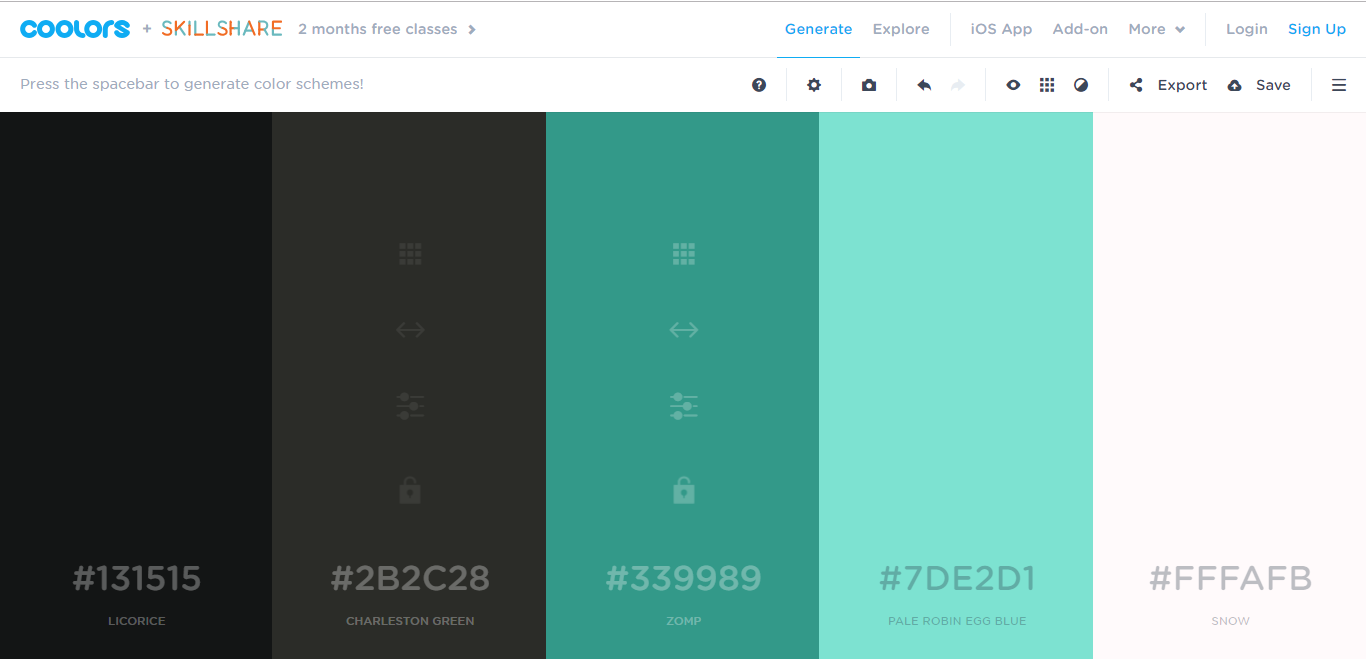 coolors + SKILLSHARE 2 months free classes Generate Explore iOS App Add-on More Login Sign Up
Press the spacebar to generate color schemes! Export Save
#131515 #2B2C28 #339989 #7DE2D1 #FFFAFB
LICORICE CHARLESTON GREEN ZOMP PALE ROBIN EGG BLUE SNOW